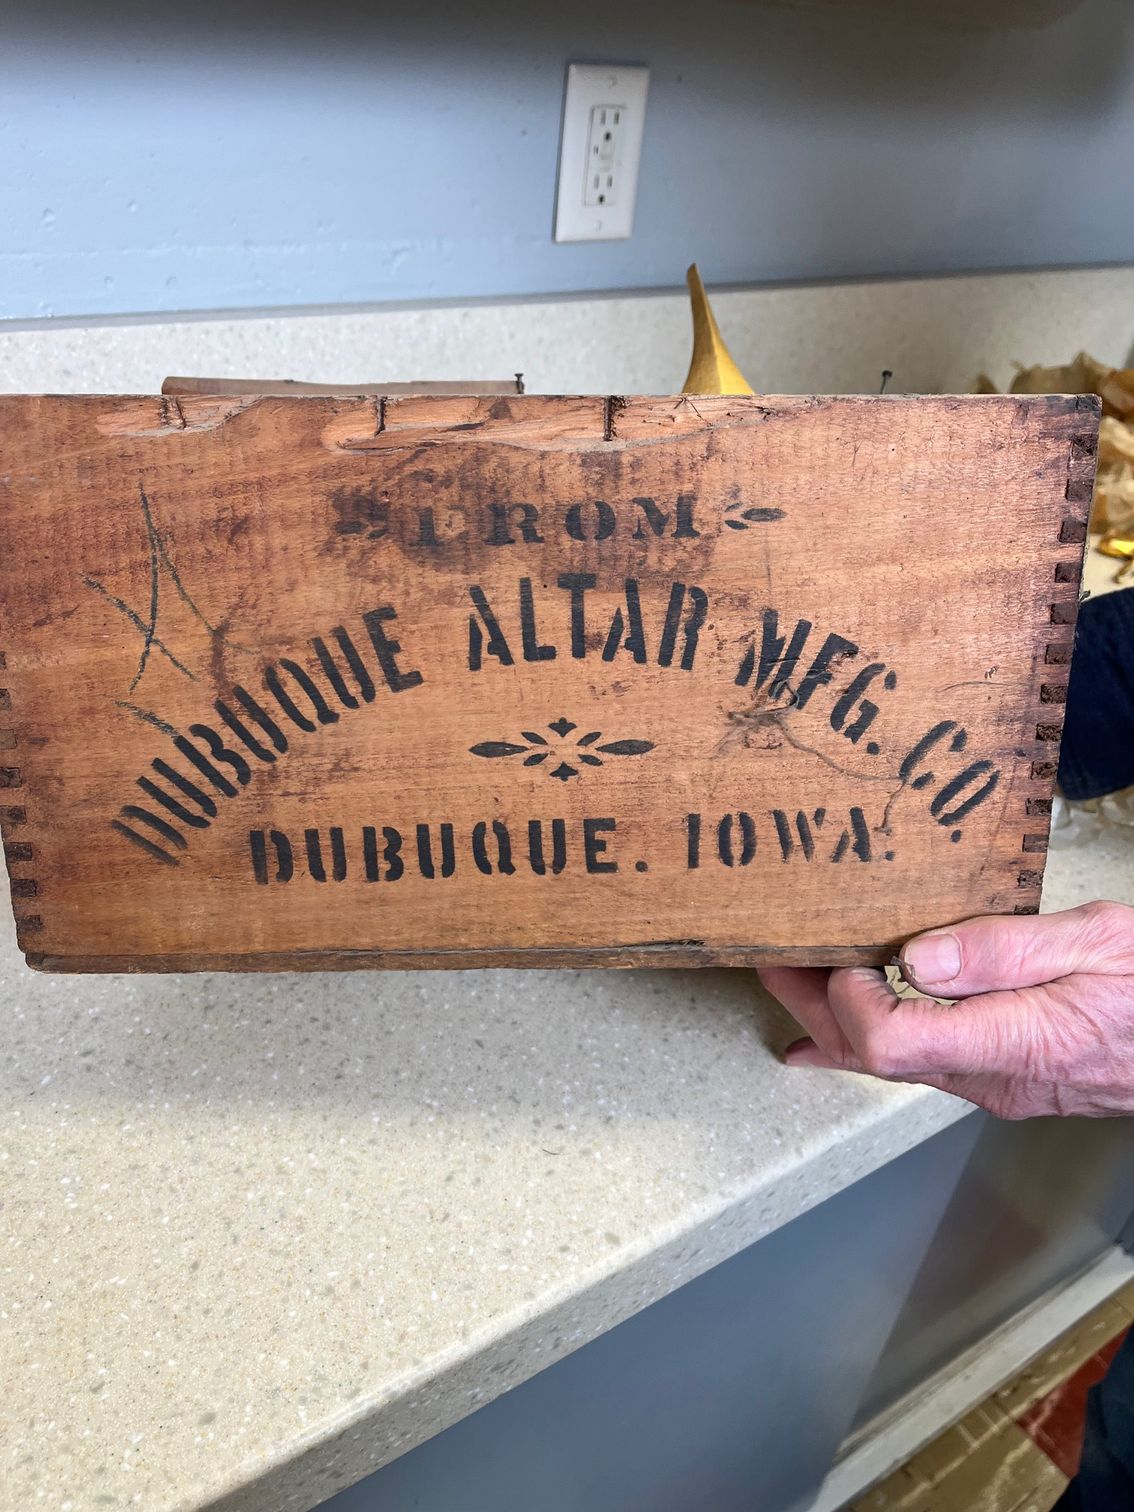 FROM
DUBUQUE ALTAR MFG. CO.
DUBUQUE. IOWA.